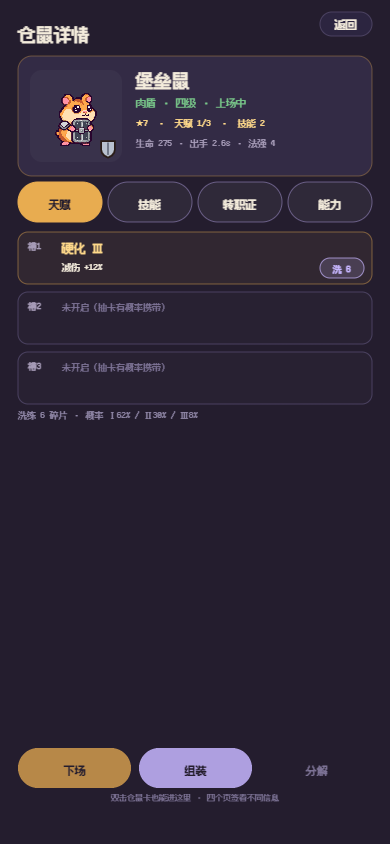 仓鼠详情
返回
堡垒鼠
肉盾 · 四级 · 上场中
★7 · 天赋 1/3 · 技能 2
生命 275 · 出手 2.6s · 法强 4
天赋
技能
转职证
能力
槽1
硬化 Ⅲ
减伤 +12%
洗 6
槽2
未开启（抽卡有概率携带）
槽3
未开启（抽卡有概率携带）
洗练 6 碎片 · 概率 Ⅰ62% / Ⅱ30% / Ⅲ8%
下场
组装
分解
双击仓鼠卡也能进这里 · 四个页签看不同信息